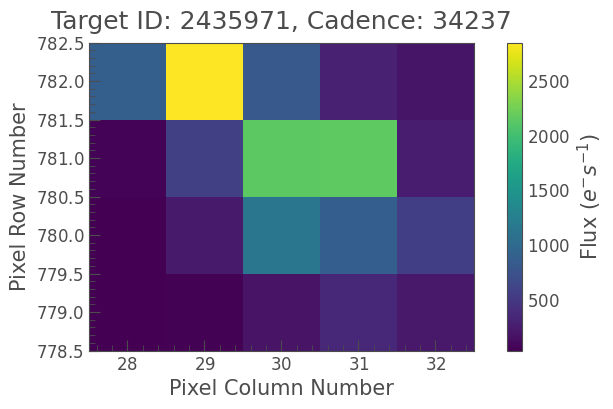 Target ID: 2435971, Cadence: 34237
782.5
782.0
781.5
781.0
780.5
780.0
779.5
779.0
778.5
28 29 30 31 32
Pixel Row Number
Pixel Column Number
2500
2000
1500
1000
500
Flux (e⁻s⁻¹)